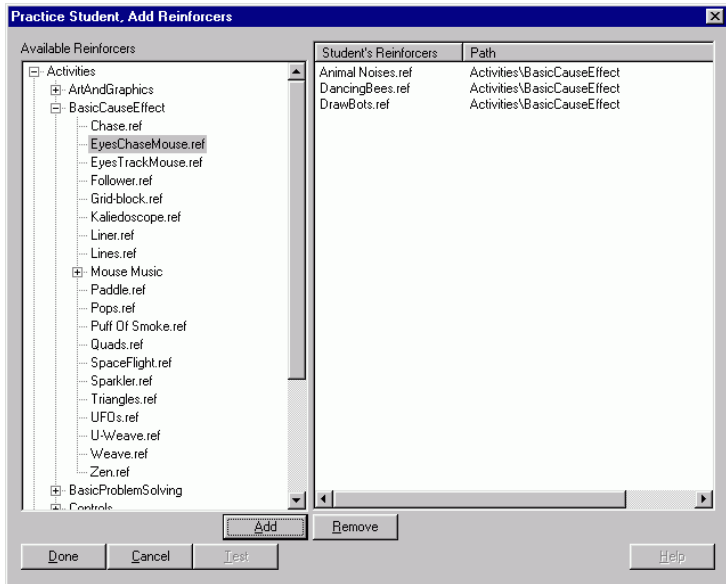 Practice Student, Add Reinforcers
Available Reinforcers
Activities
ArtAndGraphics
BasicCauseEffect
Chase.ref
EyesChaseMouse.ref
EyesTrackMouse.ref
Follower.ref
Grid-block.ref
Kaliedoscope.ref
Liner.ref
Lines.ref
Mouse Music
Paddle.ref
Pops.ref
Puff Of Smoke.ref
Quads.ref
SpaceFlight.ref
Sparkler.ref
Triangles.ref
UFOs.ref
U-Weave.ref
Weave.ref
Zen.ref
BasicProblemSolving
Controls
Student's Reinforcers Path
Animal Noises.ref Activities\BasicCauseEffect
DancingBees.ref Activities\BasicCauseEffect
DrawBots.ref Activities\BasicCauseEffect
Add Remove
Done Cancel Test Help